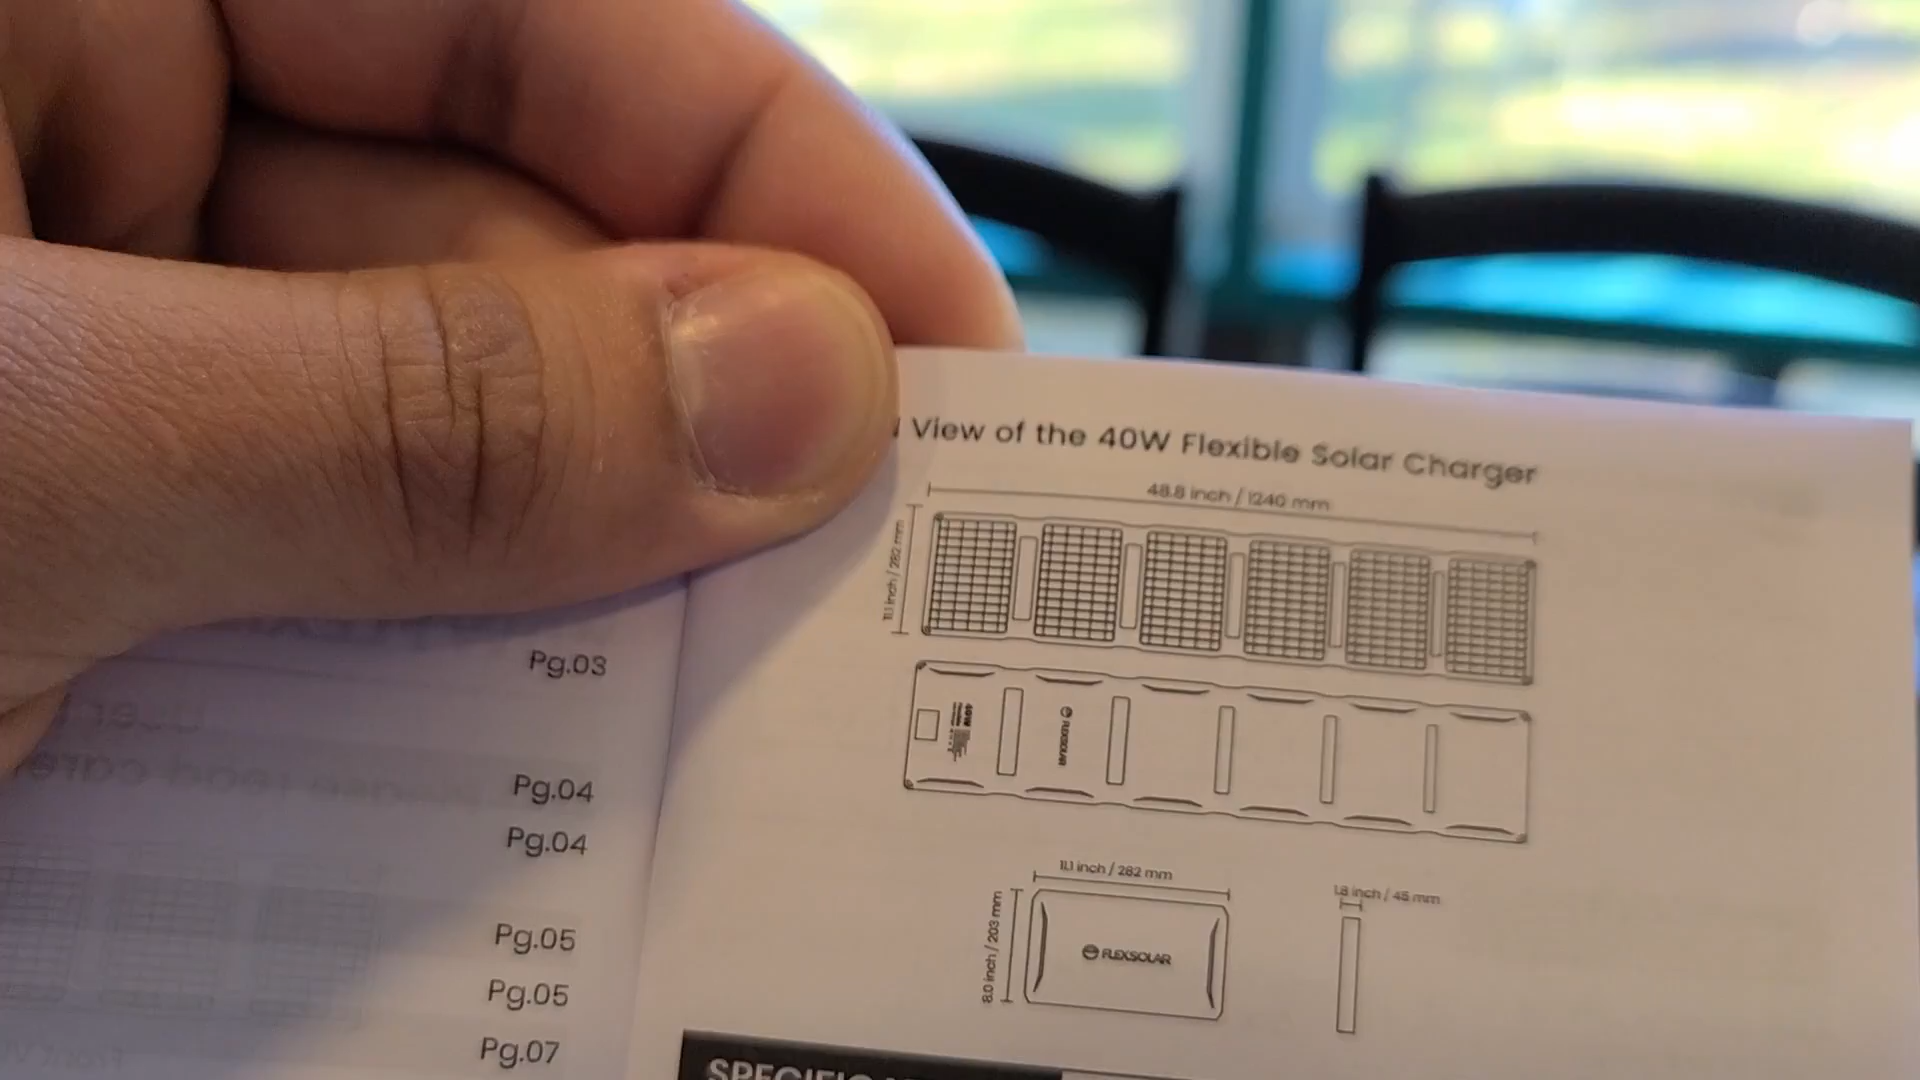 View of the 40W Flexible Solar Charger
48.8 inch / 1240 mm
11.1 inch / 282 mm
40W
FLEXSOLAR
11.1 inch / 282 mm
8.0 inch / 203 mm
FLEXSOLAR
1.8 inch / 45 mm
Pg.03
Pg.04
Pg.04
Pg.05
Pg.05
Pg.07